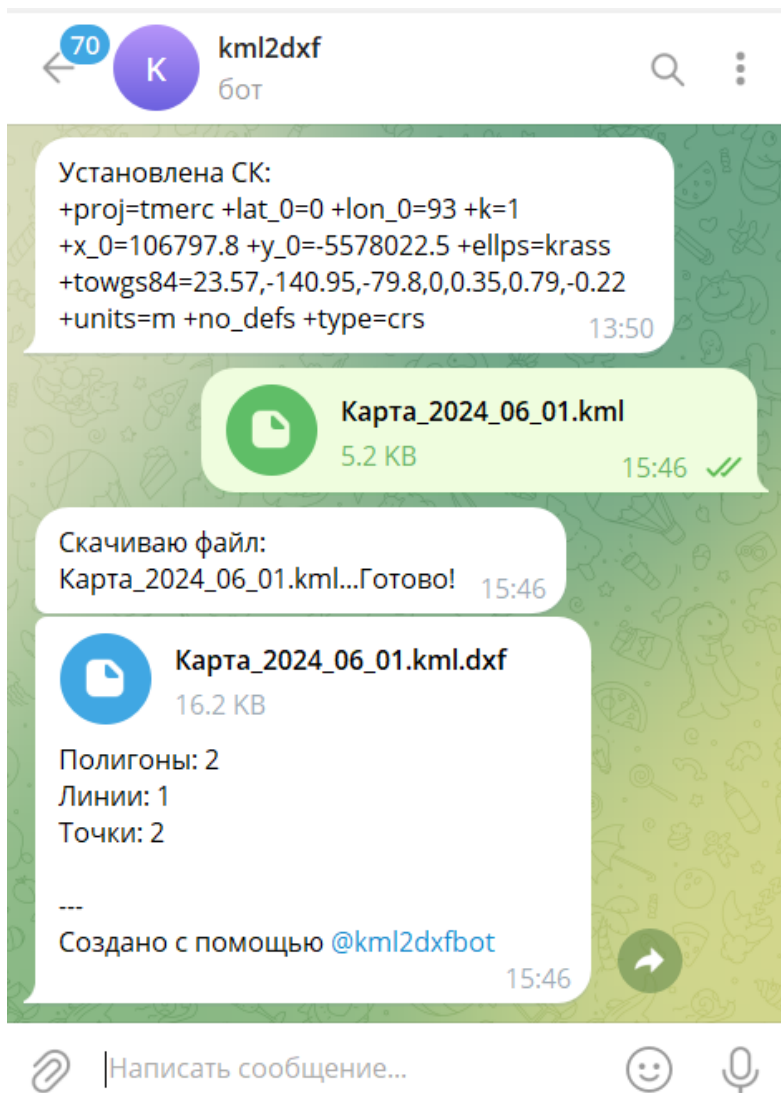 70
K
kml2dxf
бот
Установлена СК:
+proj=tmerc +lat_0=0 +lon_0=93 +k=1
+x_0=106797.8 +y_0=-5578022.5 +ellps=krass
+towgs84=23.57,-140.95,-79.8,0,0.35,0.79,-0.22
+units=m +no_defs +type=crs
13:50
Карта_2024_06_01.kml
5.2 KB
15:46
Скачиваю файл:
Карта_2024_06_01.kml...Готово!
15:46
Карта_2024_06_01.kml.dxf
16.2 KB
Полигоны: 2
Линии: 1
Точки: 2
---
Создано с помощью @kml2dxfbot
15:46
Написать сообщение...